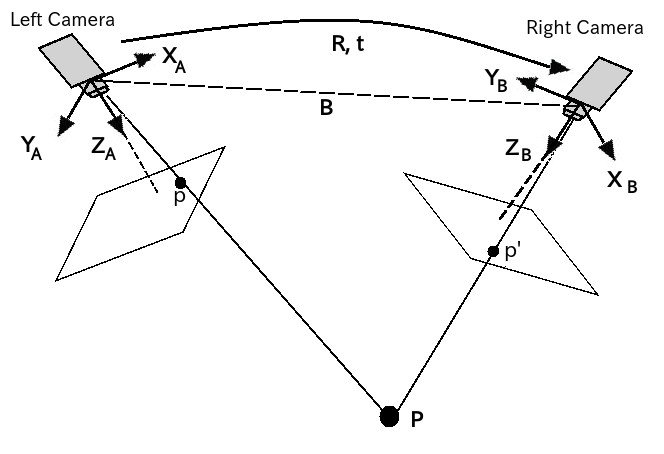 Left Camera
Right Camera
R, t
X_A
Y_B
B
Y_A
Z_A
Z_B
X_B
p
p'
P